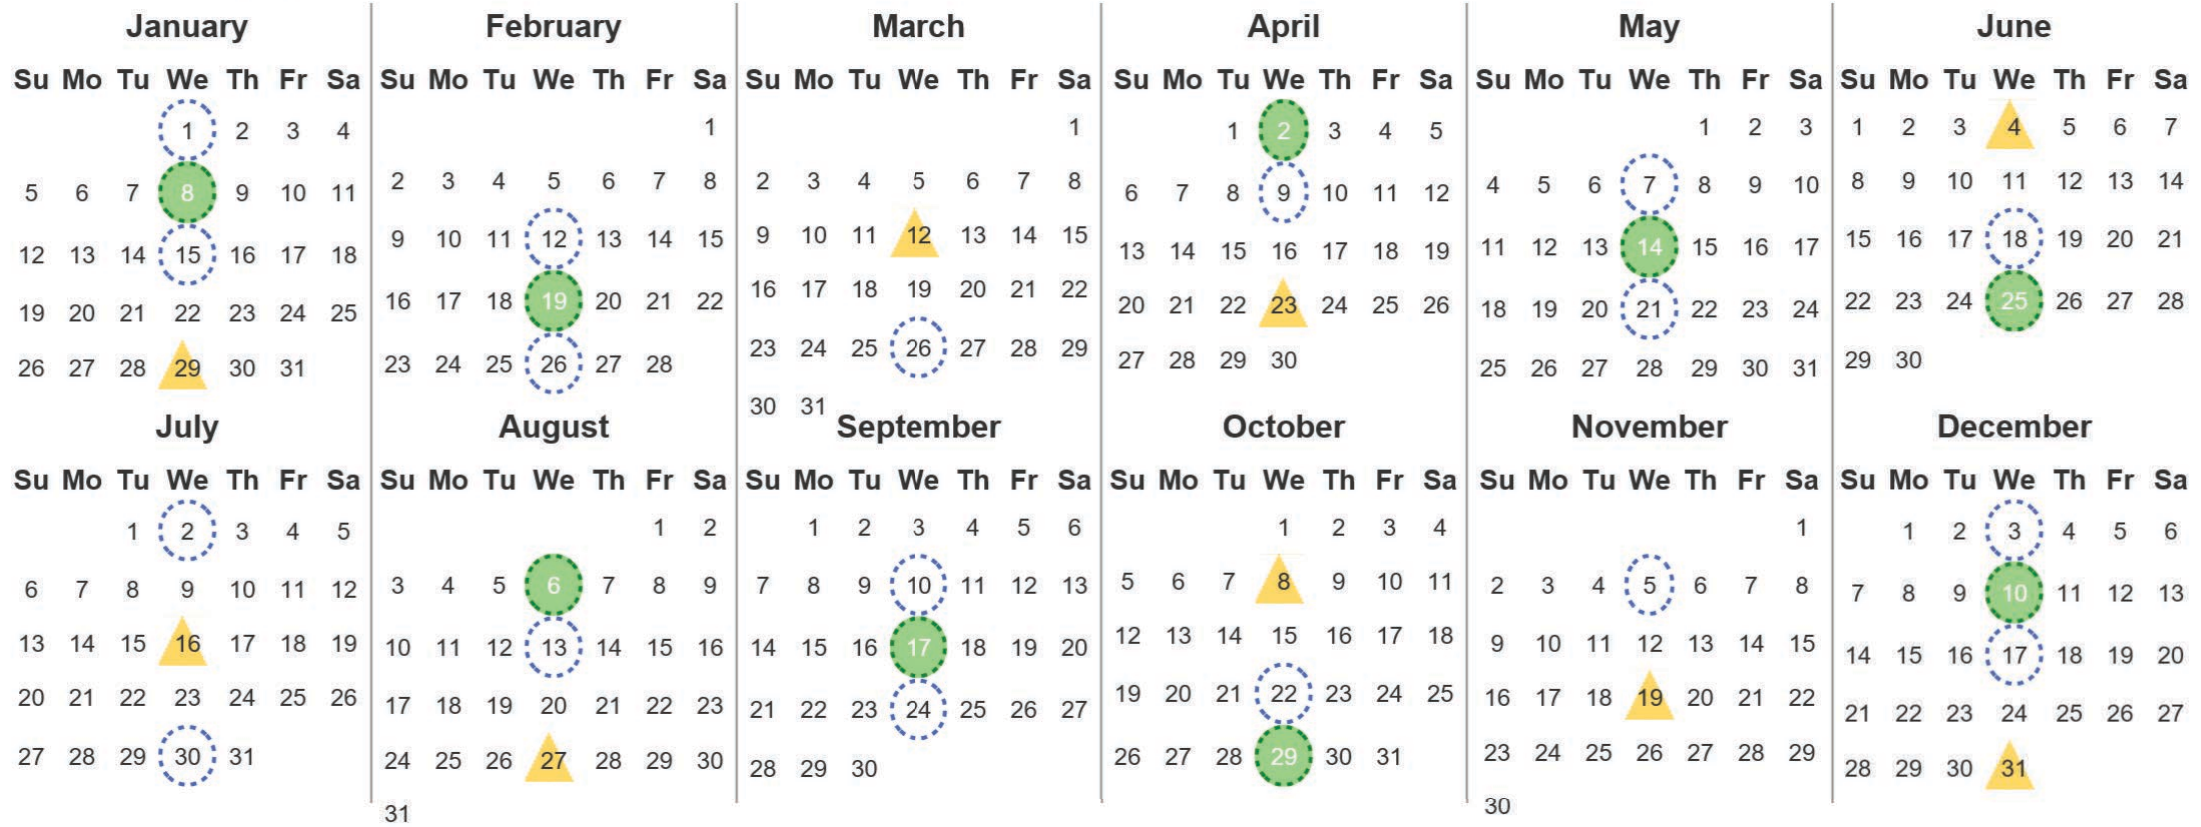 January
Su Mo Tu We Th Fr Sa
1 2 3 4
5 6 7 8 9 10 11
12 13 14 15 16 17 18
19 20 21 22 23 24 25
26 27 28 29 30 31
February
Su Mo Tu We Th Fr Sa
1
2 3 4 5 6 7 8
9 10 11 12 13 14 15
16 17 18 19 20 21 22
23 24 25 26 27 28
March
Su Mo Tu We Th Fr Sa
1
2 3 4 5 6 7 8
9 10 11 12 13 14 15
16 17 18 19 20 21 22
23 24 25 26 27 28 29
30 31
April
Su Mo Tu We Th Fr Sa
1 2 3 4 5
6 7 8 9 10 11 12
13 14 15 16 17 18 19
20 21 22 23 24 25 26
27 28 29 30
May
Su Mo Tu We Th Fr Sa
1 2 3
4 5 6 7 8 9 10
11 12 13 14 15 16 17
18 19 20 21 22 23 24
25 26 27 28 29 30 31
June
Su Mo Tu We Th Fr Sa
1 2 3 4 5 6 7
8 9 10 11 12 13 14
15 16 17 18 19 20 21
22 23 24 25 26 27 28
29 30
July
Su Mo Tu We Th Fr Sa
1 2 3 4 5
6 7 8 9 10 11 12
13 14 15 16 17 18 19
20 21 22 23 24 25 26
27 28 29 30 31
August
Su Mo Tu We Th Fr Sa
1 2
3 4 5 6 7 8 9
10 11 12 13 14 15 16
17 18 19 20 21 22 23
24 25 26 27 28 29 30
31
September
Su Mo Tu We Th Fr Sa
1 2 3 4 5 6
7 8 9 10 11 12 13
14 15 16 17 18 19 20
21 22 23 24 25 26 27
28 29 30
October
Su Mo Tu We Th Fr Sa
1 2 3 4
5 6 7 8 9 10 11
12 13 14 15 16 17 18
19 20 21 22 23 24 25
26 27 28 29 30 31
November
Su Mo Tu We Th Fr Sa
1
2 3 4 5 6 7 8
9 10 11 12 13 14 15
16 17 18 19 20 21 22
23 24 25 26 27 28 29
30
December
Su Mo Tu We Th Fr Sa
1 2 3 4 5 6
7 8 9 10 11 12 13
14 15 16 17 18 19 20
21 22 23 24 25 26 27
28 29 30 31